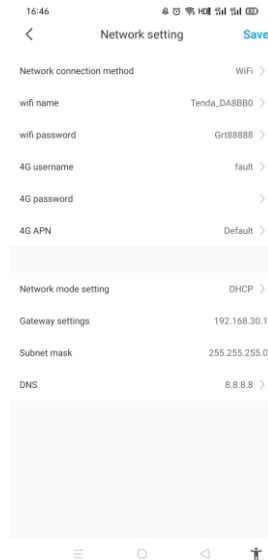 16:46
Network setting
Save
Network connection method WiFi
wifi name Tenda_DA8BB0
wifi password Grt88888
4G username fault
4G password
4G APN Default
Network mode setting DHCP
Gateway settings 192.168.30.1
Subnet mask 255.255.255.0
DNS 8.8.8.8